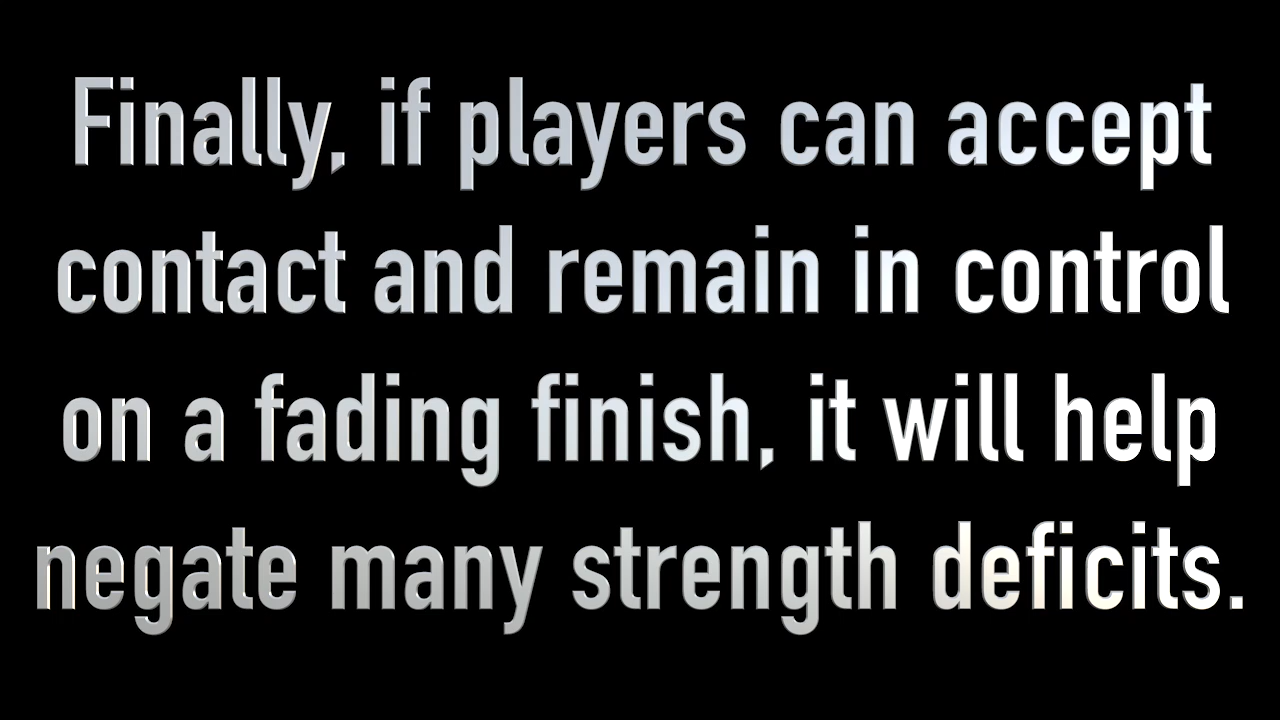 Finally, if players can accept
contact and remain in control
on a fading finish, it will help
negate many strength deficits.